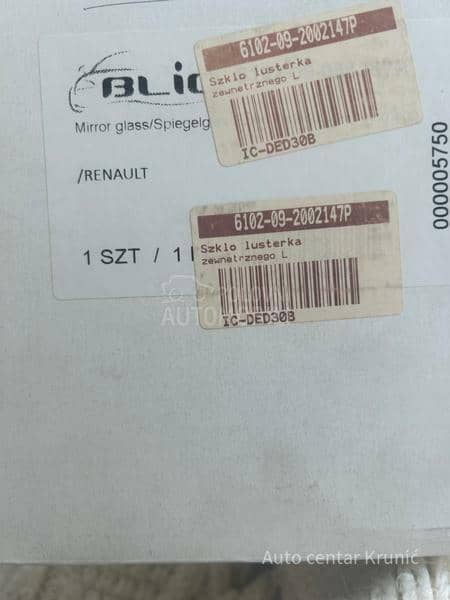 6102-09-2002147P
Szklo lusterka
zewnetrznego L
IC-DED30B
BLIC
Mirror glass/Spiegelg
/RENAULT
1 SZT / 1
6102-09-2002147P
Szklo lusterka
zewnetrznego L
IC-DED30B
000005750
Auto centar Krunić